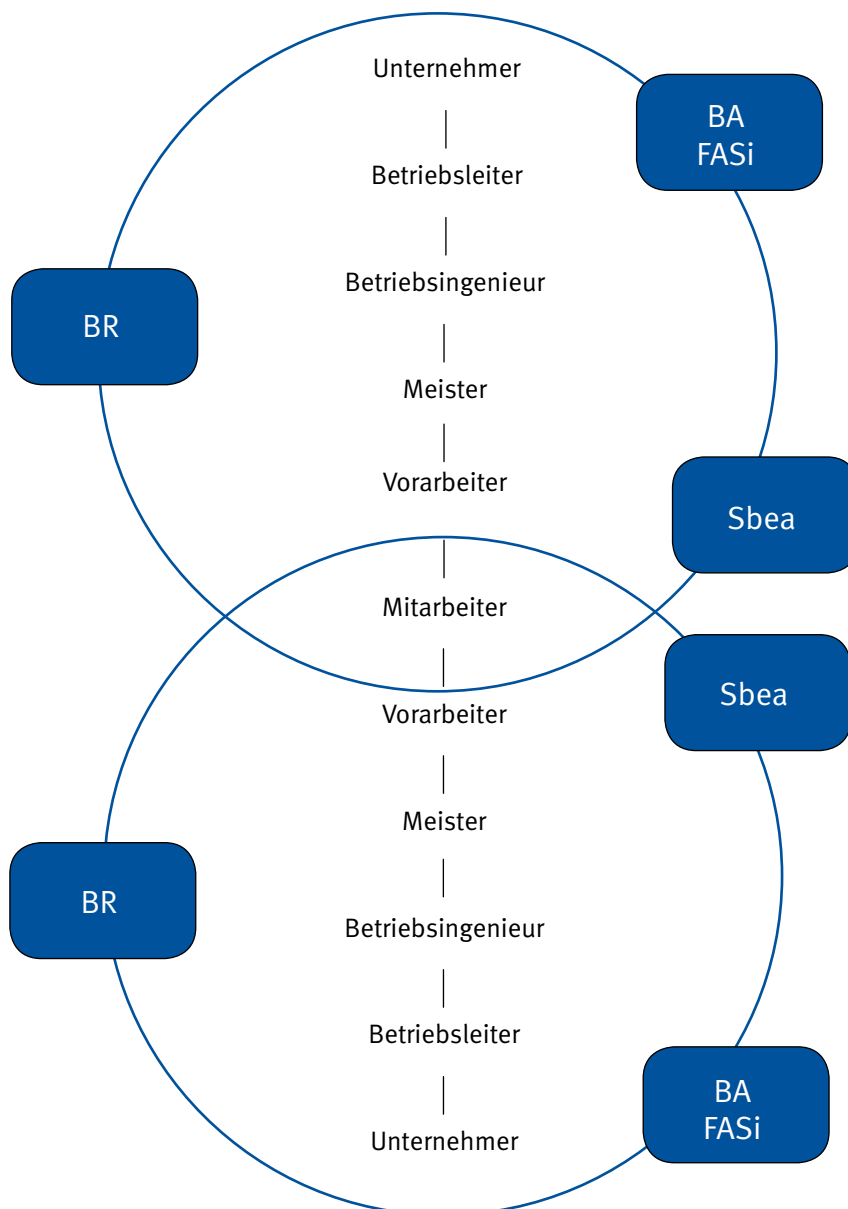 Unternehmer
BA
FASi
Betriebsleiter
Betriebsingenieur
BR
Meister
Vorarbeiter
Sbea
Mitarbeiter
Sbea
Vorarbeiter
Meister
BR
Betriebsingenieur
Betriebsleiter
BA
FASi
Unternehmer